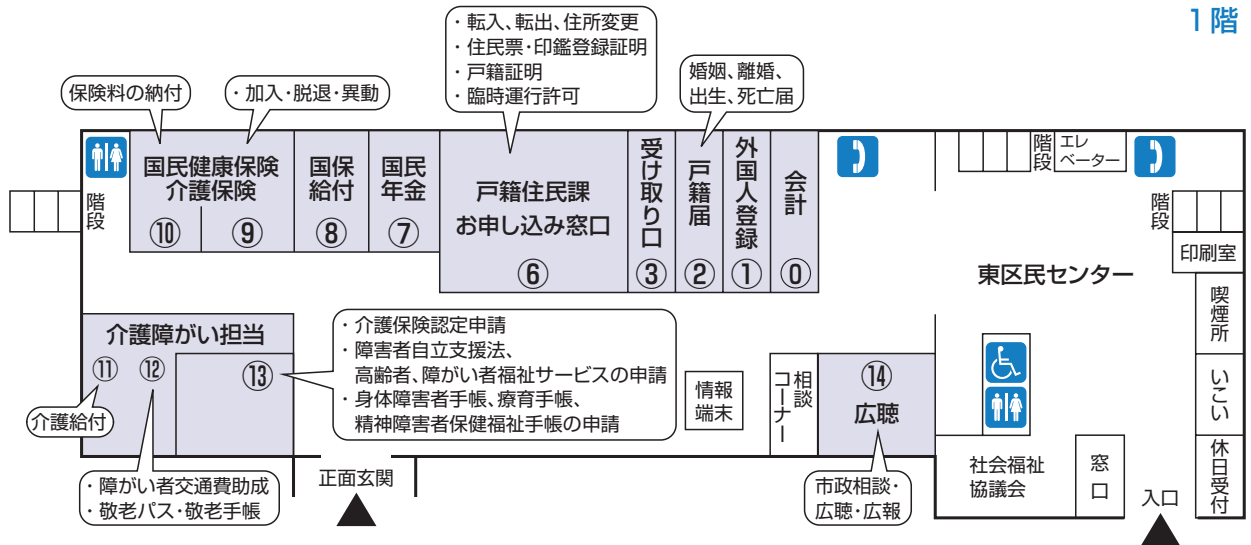 1階
・転入、転出、住所変更
・住民票・印鑑登録証明
・戸籍証明
・臨時運行許可
婚姻、離婚、
出生、死亡届
保険料の納付
・加入・脱退・異動
階段
国民健康保険
介護保険
⑩
⑨
国保
給付
⑧
国民
年金
⑦
戸籍住民課
お申し込み窓口
⑥
受け取り口
③
戸籍届
②
外国人登録
①
会計
⓪
階段
エレ
ベーター
階段
印刷室
東区民センター
喫煙所
いこい
休日受付
介護障がい担当
⑪
⑫
⑬
介護給付
・障がい者交通費助成
・敬老パス・敬老手帳
・介護保険認定申請
・障害者自立支援法、
高齢者、障がい者福祉サービスの申請
・身体障害者手帳、療育手帳、
精神障害者保健福祉手帳の申請
正面玄関
情報
端末
相談
コーナー
⑭
広聴
市政相談・
広聴・広報
社会福祉
協議会
窓口
入口